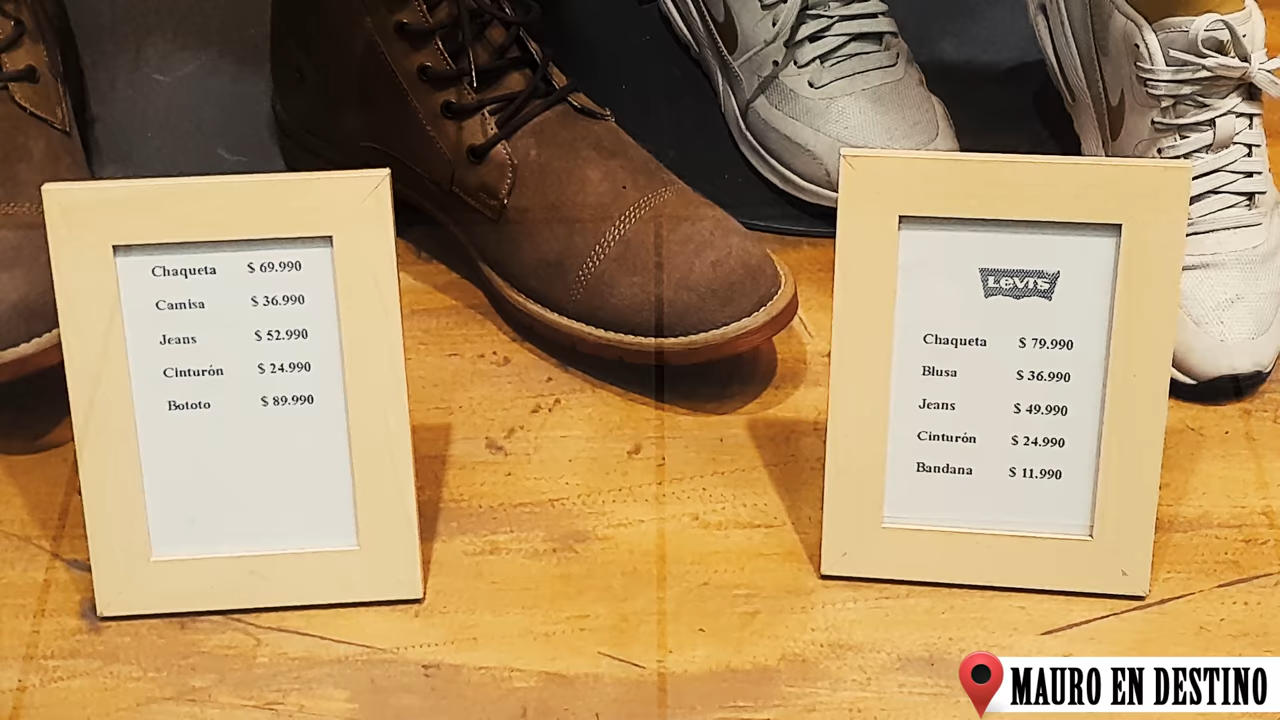 Chaqueta $ 69.990
Camisa $ 36.990
Jeans $ 52.990
Cinturón $ 24.990
Bototo $ 89.990
LEVI'S
Chaqueta $ 79.990
Blusa $ 36.990
Jeans $ 49.990
Cinturón $ 24.990
Bandana $ 11.990
MAURO EN DESTINO